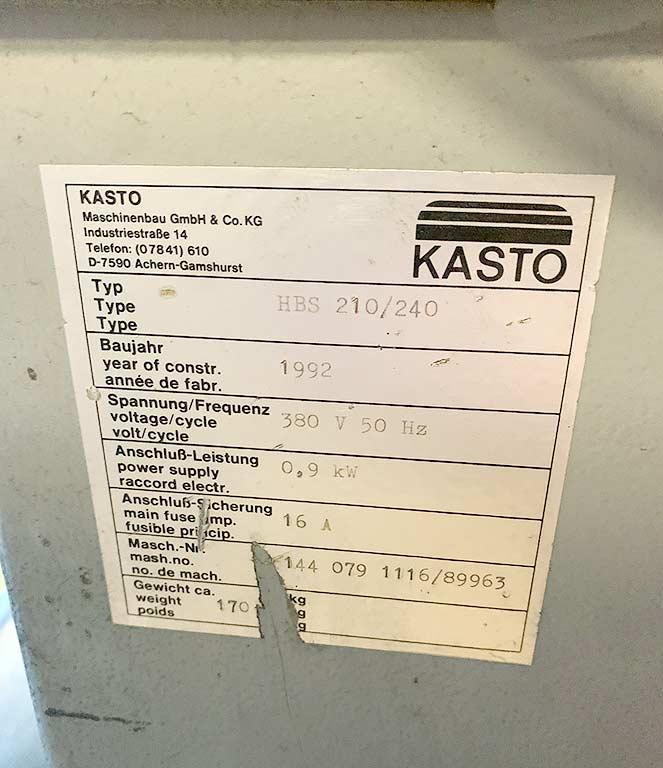 KASTO
Maschinenbau GmbH & Co. KG
Industriestraße 14
Telefon: (07841) 610
D-7590 Achern-Gamshurst
KASTO
Typ
Type
Type
HBS 210/240
Baujahr
year of constr.
année de fabr.
1992
Spannung/Frequenz
voltage/cycle
volt/cycle
380 V 50 Hz
Anschluß-Leistung
power supply
raccord electr.
0,9 kW
Anschluß-Sicherung
main fuse
fusible
16 A
Masch.-Nr
mash.no.
no. de mach.
144 079 1116/89963
Gewicht ca.
weight
poids
170
kg